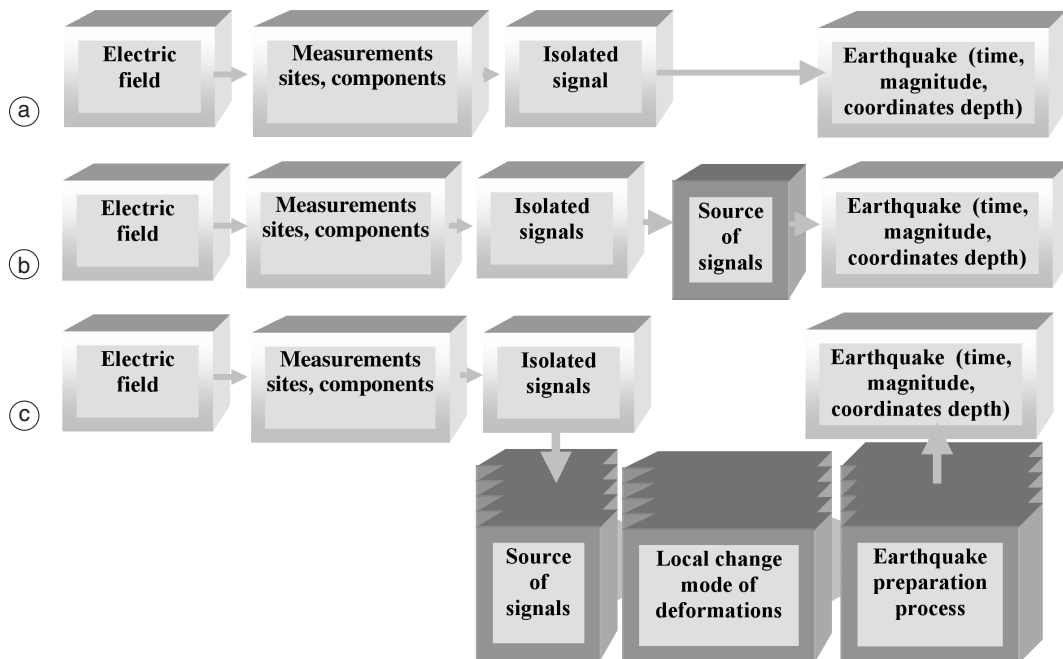 Electric
field
Measurements
sites, components
Isolated
signal
Earthquake (time,
magnitude,
coordinates depth)
a
Electric
field
Measurements
sites, components
Isolated
signals
Source
of
signals
Earthquake (time,
magnitude,
coordinates depth)
b
Electric
field
Measurements
sites, components
Isolated
signals
Earthquake (time,
magnitude,
coordinates depth)
c
Source
of
signals
Local change
mode of
deformations
Earthquake
preparation
process